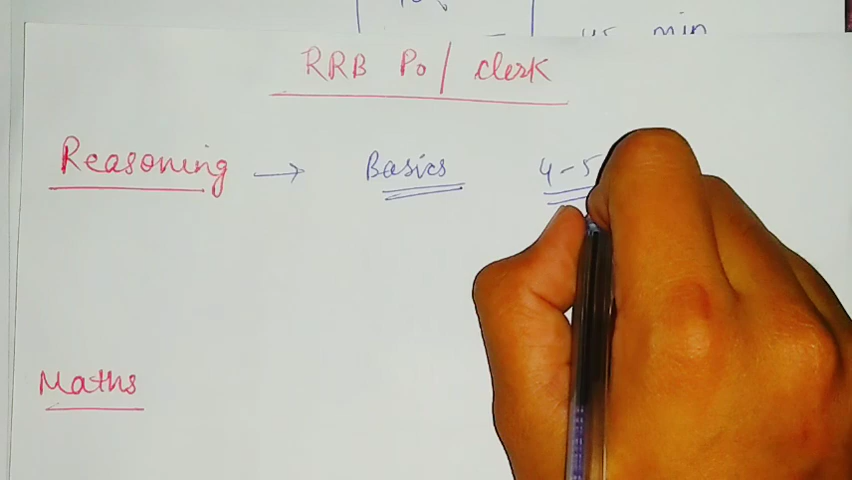 min
RRB Po/ clerk
Reasoning → Basics 4-5
Maths